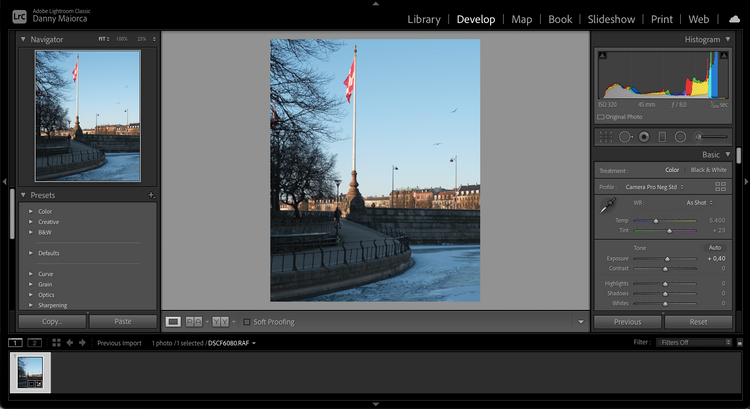 LrC
Adobe Lightroom Classic
Danny Maiorca
Library | Develop | Map | Book | Slideshow | Print | Web
Navigator FIT 100% 25%
Histogram
ISO 320 45 mm ƒ / 8,0 sec
Original Photo
Basic
Treatment : Color Black & White
Profile : Camera Pro Neg Std
WB : As Shot
Temp 5.400
Tint + 23
Tone Auto
Exposure + 0,40
Contrast 0
Highlights 0
Shadows 0
Whites 0
Presets
Color
Creative
B&W
Defaults
Curve
Grain
Optics
Sharpening
Copy... Paste
Soft Proofing
Previous Reset
1 2 Previous Import 1 photo / 1 selected / DSCF6080.RAF
Filter : Filters Off